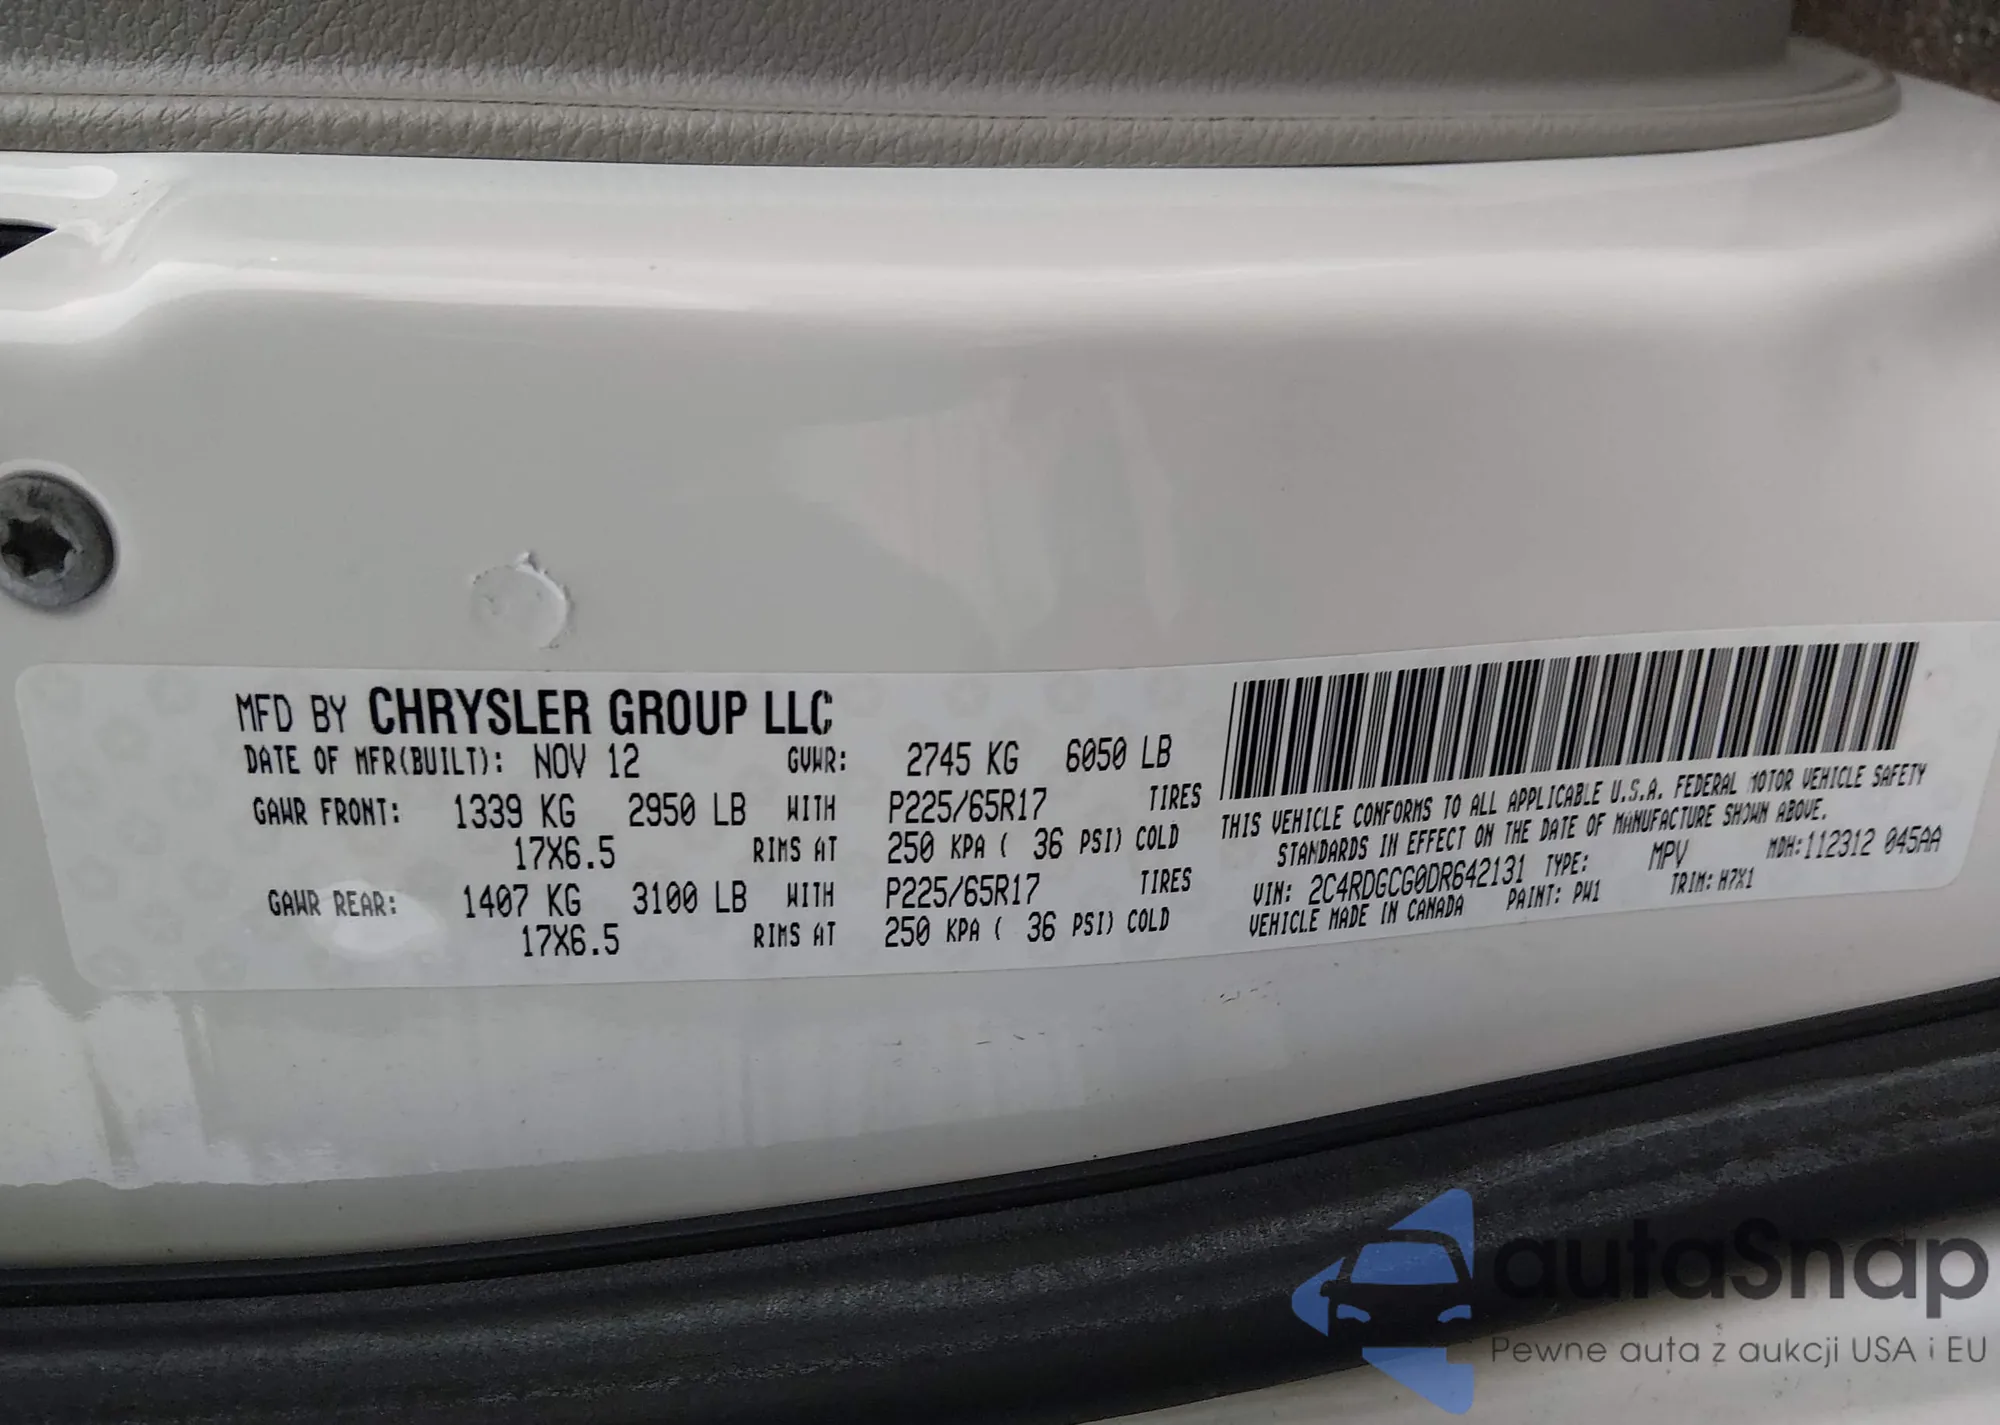 MFD BY CHRYSLER GROUP LLC
DATE OF MFR(BUILT): NOV 12 GVWR: 2745 KG 6050 LB
GAWR FRONT: 1339 KG 2950 LB WITH P225/65R17 TIRES
17X6.5 RIMS AT 250 KPA ( 36 PSI) COLD
GAWR REAR: 1407 KG 3100 LB WITH P225/65R17 TIRES
17X6.5 RIMS AT 250 KPA ( 36 PSI) COLD
THIS VEHICLE CONFORMS TO ALL APPLICABLE U.S.A. FEDERAL MOTOR VEHICLE SAFETY
STANDARDS IN EFFECT ON THE DATE OF MANUFACTURE SHOWN ABOVE.
VIN: 2C4RDGCG0DR642131 TYPE: MPV MDH:112312 045AA
VEHICLE MADE IN CANADA PAINT: PW1 TRIM: H7X1
autaSnap
Pewne auta z aukcji USA i EU